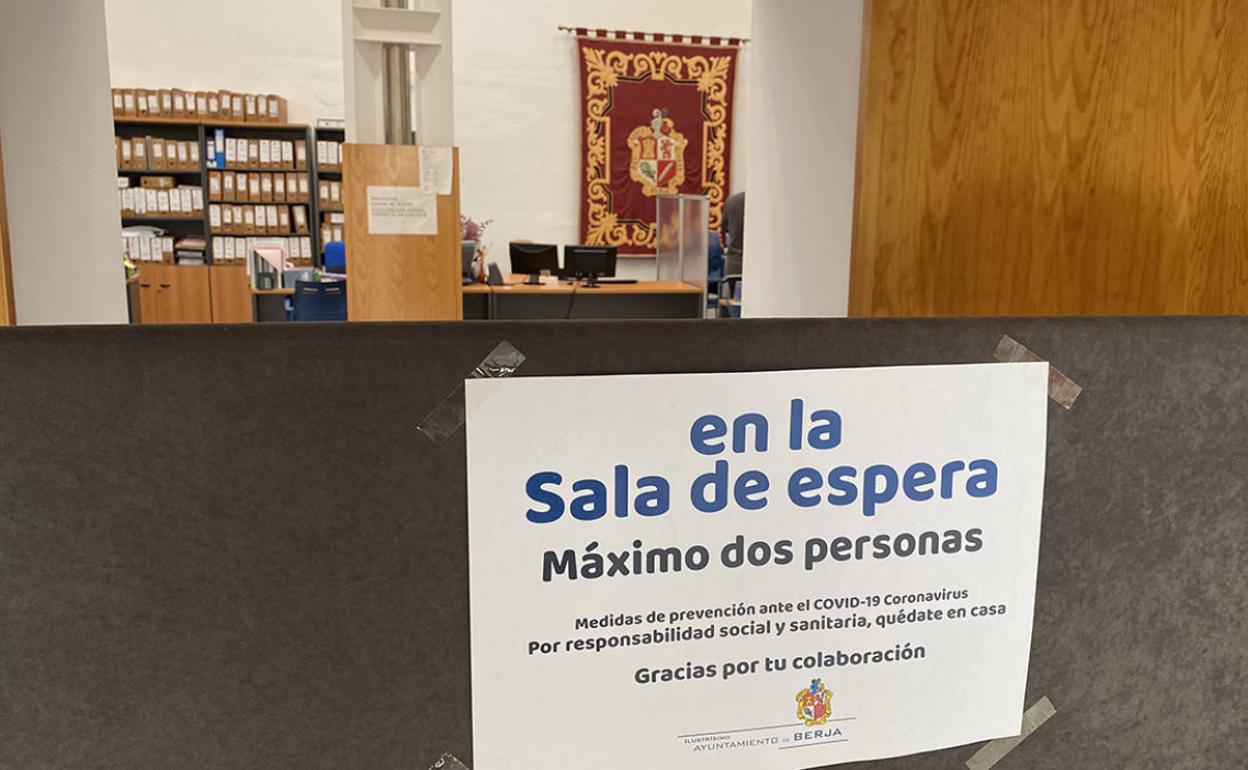 en la
Sala de espera
Máximo dos personas
Medidas de prevención ante el COVID-19 Coronavirus
Por responsabilidad social y sanitaria, quédate en casa
Gracias por tu colaboración
ILUSTRÍSIMO
AYUNTAMIENTO DE BERJA